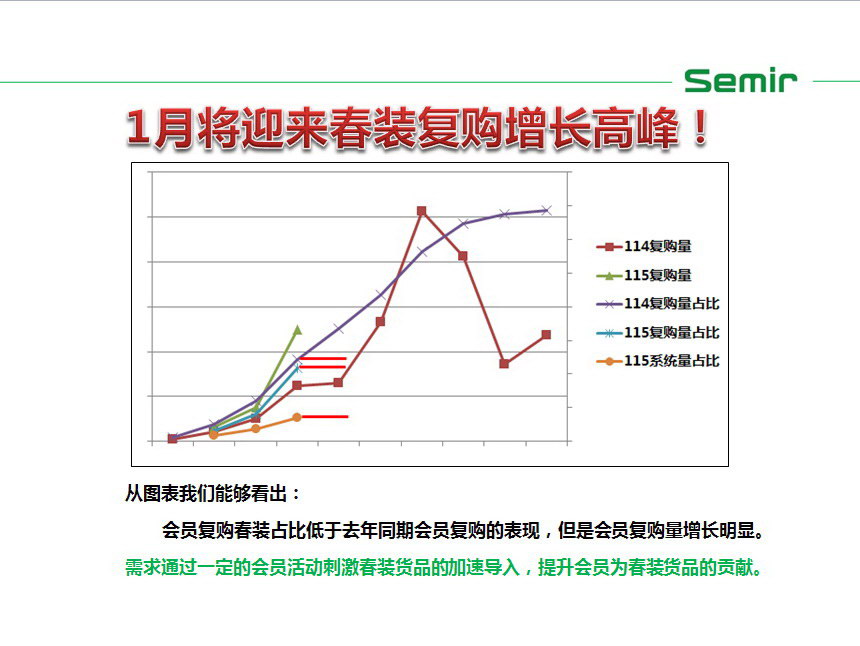 Semir
1月将迎来春装复购增长高峰！
114复购量
115复购量
114复购量占比
115复购量占比
115系统量占比
从图表我们能够看出：
会员复购春装占比低于去年同期会员复购的表现，但是会员复购量增长明显。
需求通过一定的会员活动刺激春装货品的加速导入，提升会员为春装货品的贡献。